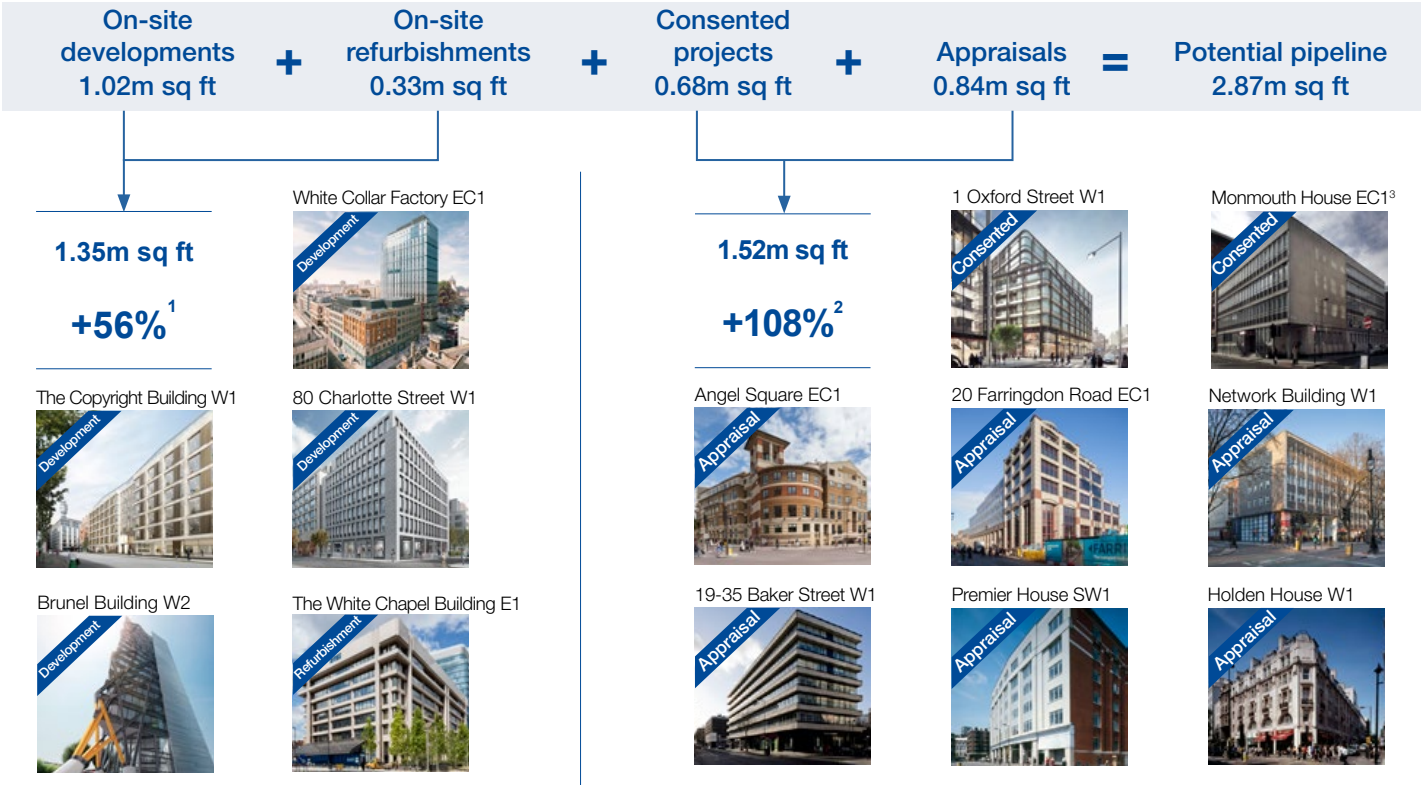 On-site
developments
1.02m sq ft
+
On-site
refurbishments
0.33m sq ft
+
Consented
projects
0.68m sq ft
+
Appraisals
0.84m sq ft
=
Potential pipeline
2.87m sq ft
1.35m sq ft
+56%¹
White Collar Factory EC1
Development
The Copyright Building W1
Development
80 Charlotte Street W1
Development
Brunel Building W2
Development
The White Chapel Building E1
Refurbishment
1.52m sq ft
+108%²
1 Oxford Street W1
Consented
Monmouth House EC1³
Consented
Angel Square EC1
Appraisal
20 Farringdon Road EC1
Appraisal
Network Building W1
Appraisal
19-35 Baker Street W1
Appraisal
Premier House SW1
Appraisal
Holden House W1
Appraisal